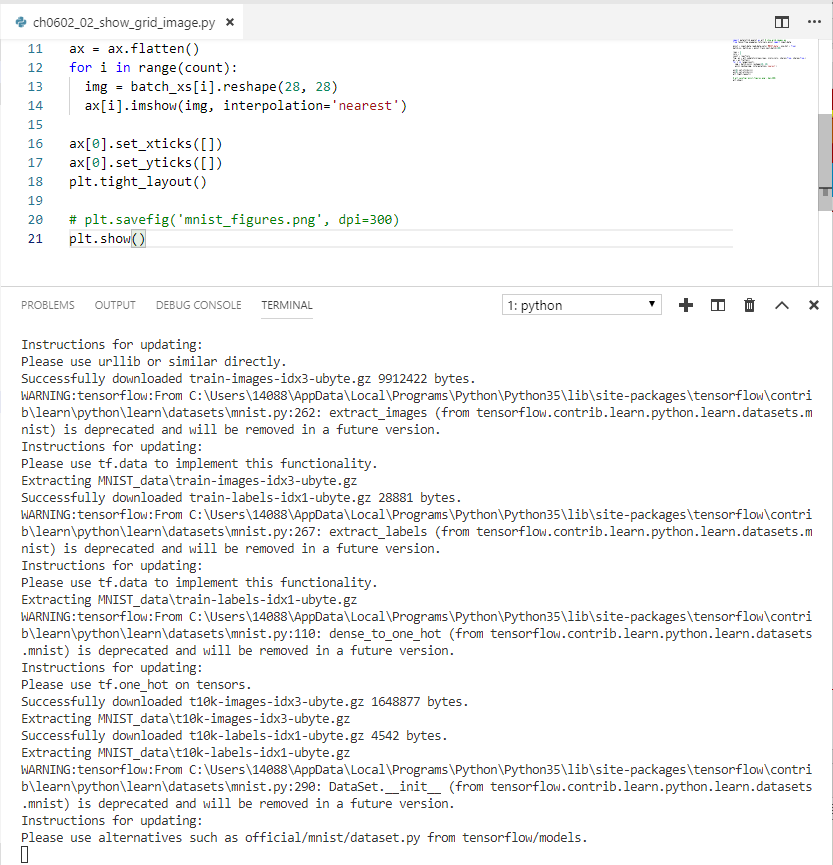 ch0602_02_show_grid_image.py
11 ax = ax.flatten()
12 for i in range(count):
13 img = batch_xs[i].reshape(28, 28)
14 ax[i].imshow(img, interpolation='nearest')
15
16 ax[0].set_xticks([])
17 ax[0].set_yticks([])
18 plt.tight_layout()
19
20 # plt.savefig('mnist_figures.png', dpi=300)
21 plt.show()
PROBLEMS OUTPUT DEBUG CONSOLE TERMINAL 1: python
Instructions for updating:
Please use urllib or similar directly.
Successfully downloaded train-images-idx3-ubyte.gz 9912422 bytes.
WARNING:tensorflow:From C:\Users\14088\AppData\Local\Programs\Python\Python35\lib\site-packages\tensorflow\contri
b\learn\python\learn\datasets\mnist.py:262: extract_images (from tensorflow.contrib.learn.python.learn.datasets.m
nist) is deprecated and will be removed in a future version.
Instructions for updating:
Please use tf.data to implement this functionality.
Extracting MNIST_data\train-images-idx3-ubyte.gz
Successfully downloaded train-labels-idx1-ubyte.gz 28881 bytes.
WARNING:tensorflow:From C:\Users\14088\AppData\Local\Programs\Python\Python35\lib\site-packages\tensorflow\contri
b\learn\python\learn\datasets\mnist.py:267: extract_labels (from tensorflow.contrib.learn.python.learn.datasets.m
nist) is deprecated and will be removed in a future version.
Instructions for updating:
Please use tf.data to implement this functionality.
Extracting MNIST_data\train-labels-idx1-ubyte.gz
WARNING:tensorflow:From C:\Users\14088\AppData\Local\Programs\Python\Python35\lib\site-packages\tensorflow\contri
b\learn\python\learn\datasets\mnist.py:110: dense_to_one_hot (from tensorflow.contrib.learn.python.learn.datasets
.mnist) is deprecated and will be removed in a future version.
Instructions for updating:
Please use tf.one_hot on tensors.
Successfully downloaded t10k-images-idx3-ubyte.gz 1648877 bytes.
Extracting MNIST_data\t10k-images-idx3-ubyte.gz
Successfully downloaded t10k-labels-idx1-ubyte.gz 4542 bytes.
Extracting MNIST_data\t10k-labels-idx1-ubyte.gz
WARNING:tensorflow:From C:\Users\14088\AppData\Local\Programs\Python\Python35\lib\site-packages\tensorflow\contri
b\learn\python\learn\datasets\mnist.py:290: DataSet.__init__ (from tensorflow.contrib.learn.python.learn.datasets
.mnist) is deprecated and will be removed in a future version.
Instructions for updating:
Please use alternatives such as official/mnist/dataset.py from tensorflow/models.